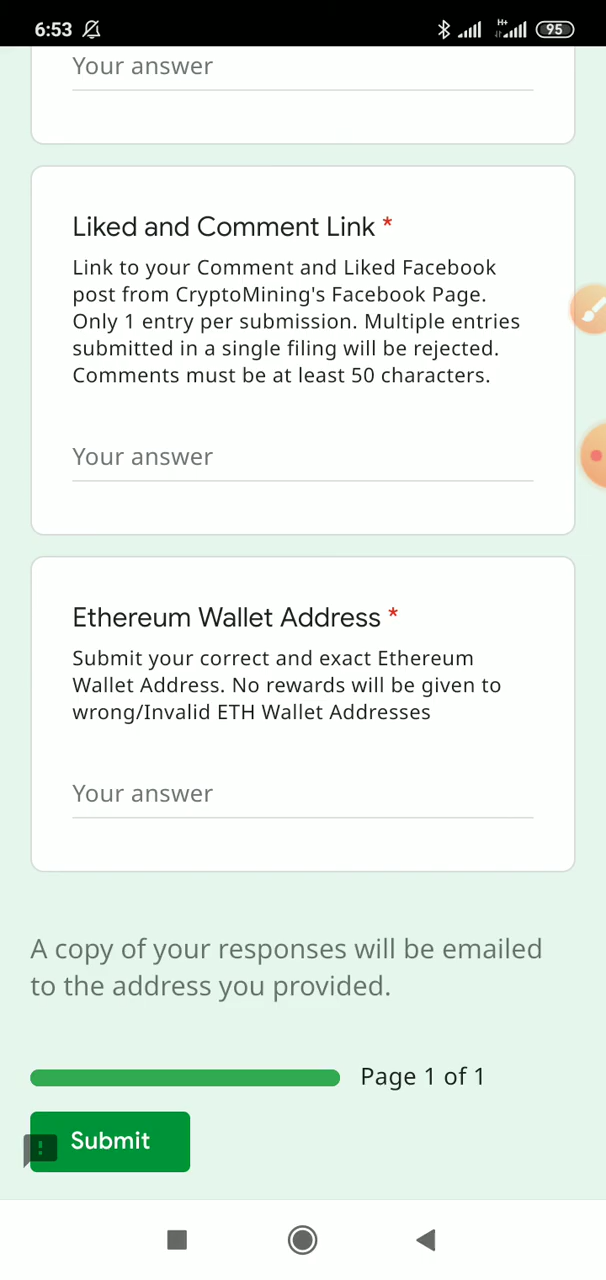 6:53
H+
95
Your answer
Liked and Comment Link *
Link to your Comment and Liked Facebook
post from CryptoMining's Facebook Page.
Only 1 entry per submission. Multiple entries
submitted in a single filing will be rejected.
Comments must be at least 50 characters.
Your answer
Ethereum Wallet Address *
Submit your correct and exact Ethereum
Wallet Address. No rewards will be given to
wrong/Invalid ETH Wallet Addresses
Your answer
A copy of your responses will be emailed
to the address you provided.
Page 1 of 1
Submit